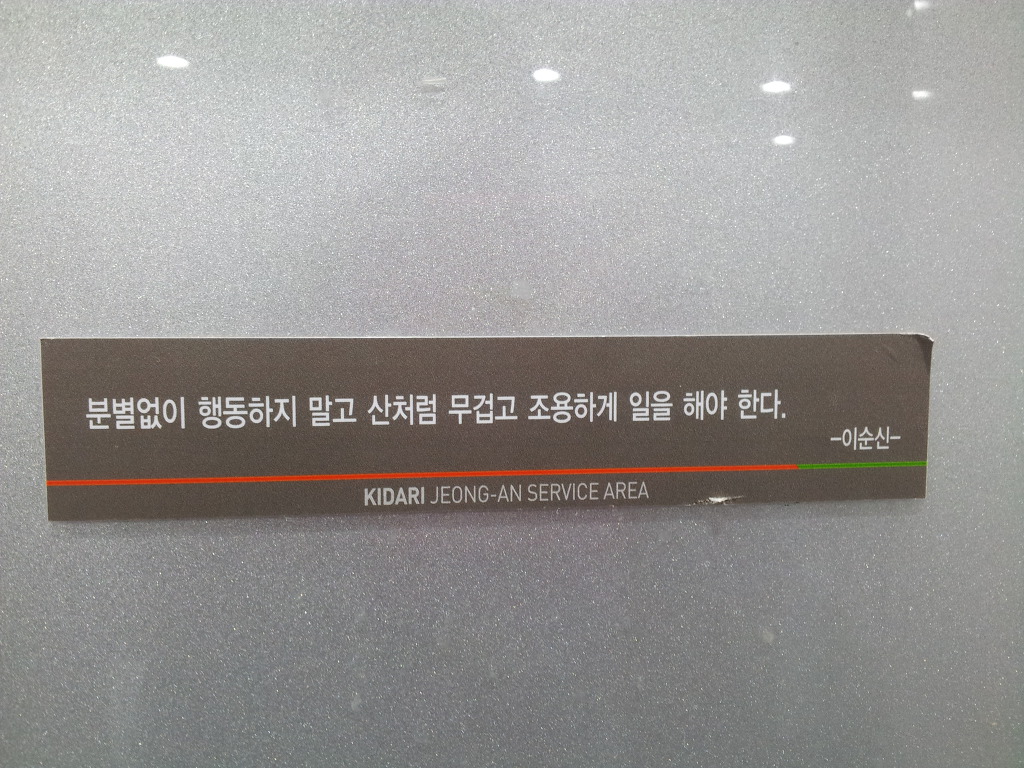 분별없이 행동하지 말고 산처럼 무겁고 조용하게 일을 해야 한다.
-이순신-
KIDARI JEONG-AN SERVICE AREA